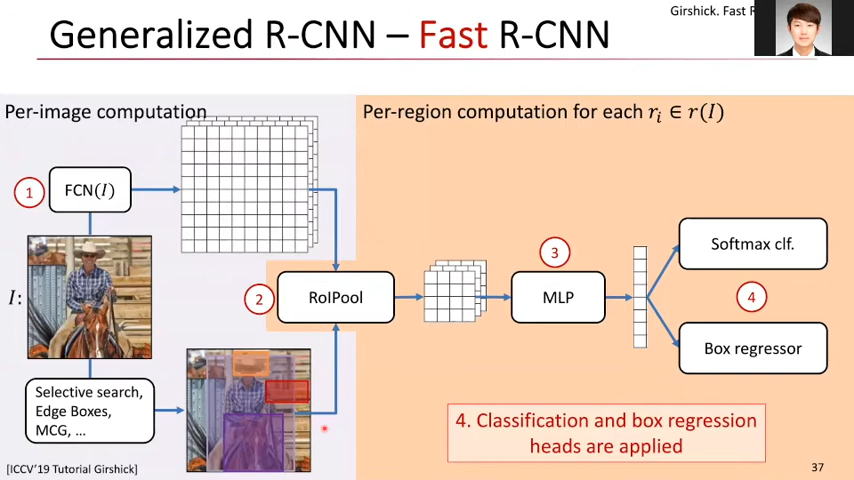 Generalized R-CNN – Fast R-CNN
Girshick. Fast
Per-image computation
Per-region computation for each rᵢ ∈ r(I)
1
FCN(I)
I:
2
RoIPool
3
MLP
Softmax clf.
4
Box regressor
Selective search,
Edge Boxes,
MCG, …
4. Classification and box regression
heads are applied
[ICCV'19 Tutorial Girshick]
37